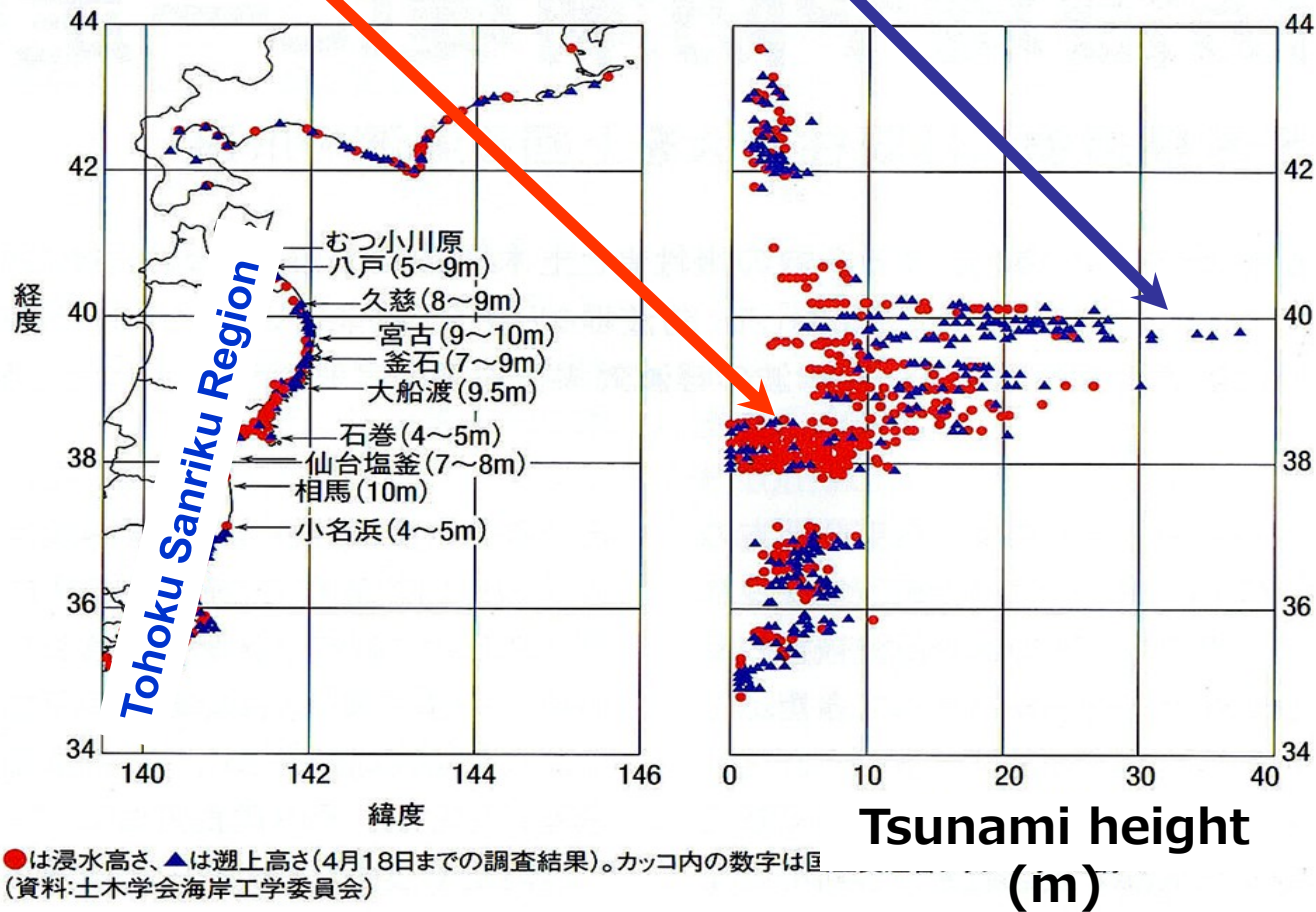 44
42
40
38
36
34
経度
140
142
144
146
緯度
むつ小川原
八戸(5〜9m)
久慈(8〜9m)
宮古(9〜10m)
釜石(7〜9m)
大船渡(9.5m)
石巻(4〜5m)
仙台塩釜(7〜8m)
相馬(10m)
小名浜(4〜5m)
Tohoku Sanriku Region
44
42
40
38
36
34
0
10
20
30
40
Tsunami height
(m)
●は浸水高さ、▲は遡上高さ(4月18日までの調査結果)。カッコ内の数字は
(資料:土木学会海岸工学委員会)